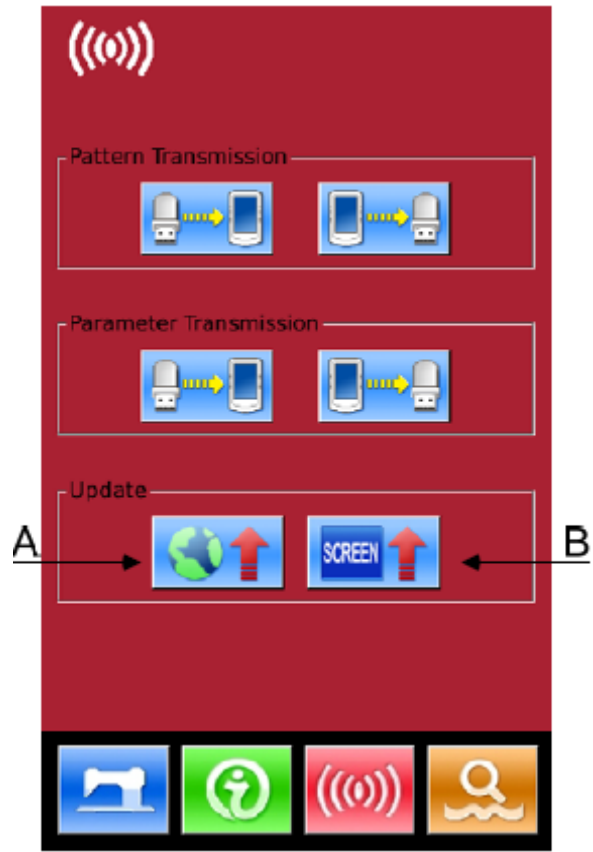 Pattern Transmission
Parameter Transmission
Update
A
SCREEN
B